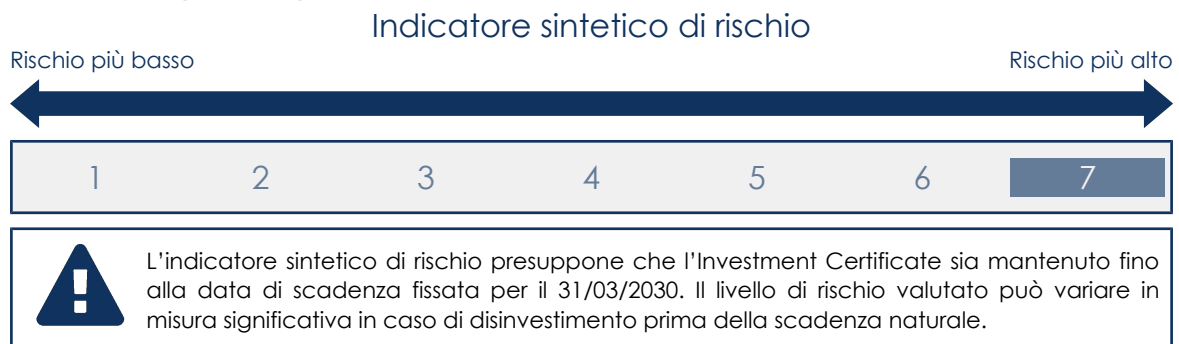 Indicatore sintetico di rischio
Rischio più basso Rischio più alto
1 2 3 4 5 6 7
L’indicatore sintetico di rischio presuppone che l’Investment Certificate sia mantenuto fino
alla data di scadenza fissata per il 31/03/2030. Il livello di rischio valutato può variare in
misura significativa in caso di disinvestimento prima della scadenza naturale.